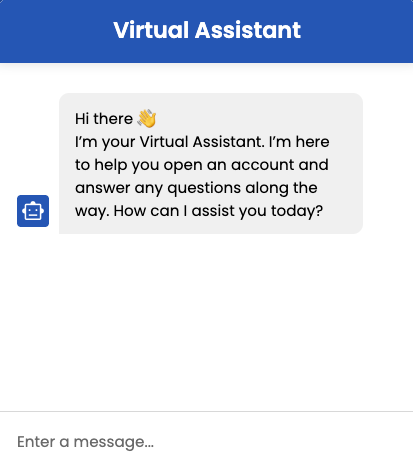 Virtual Assistant
Hi there 👋
I’m your Virtual Assistant. I’m here
to help you open an account and
answer any questions along the
way. How can I assist you today?
Enter a message...